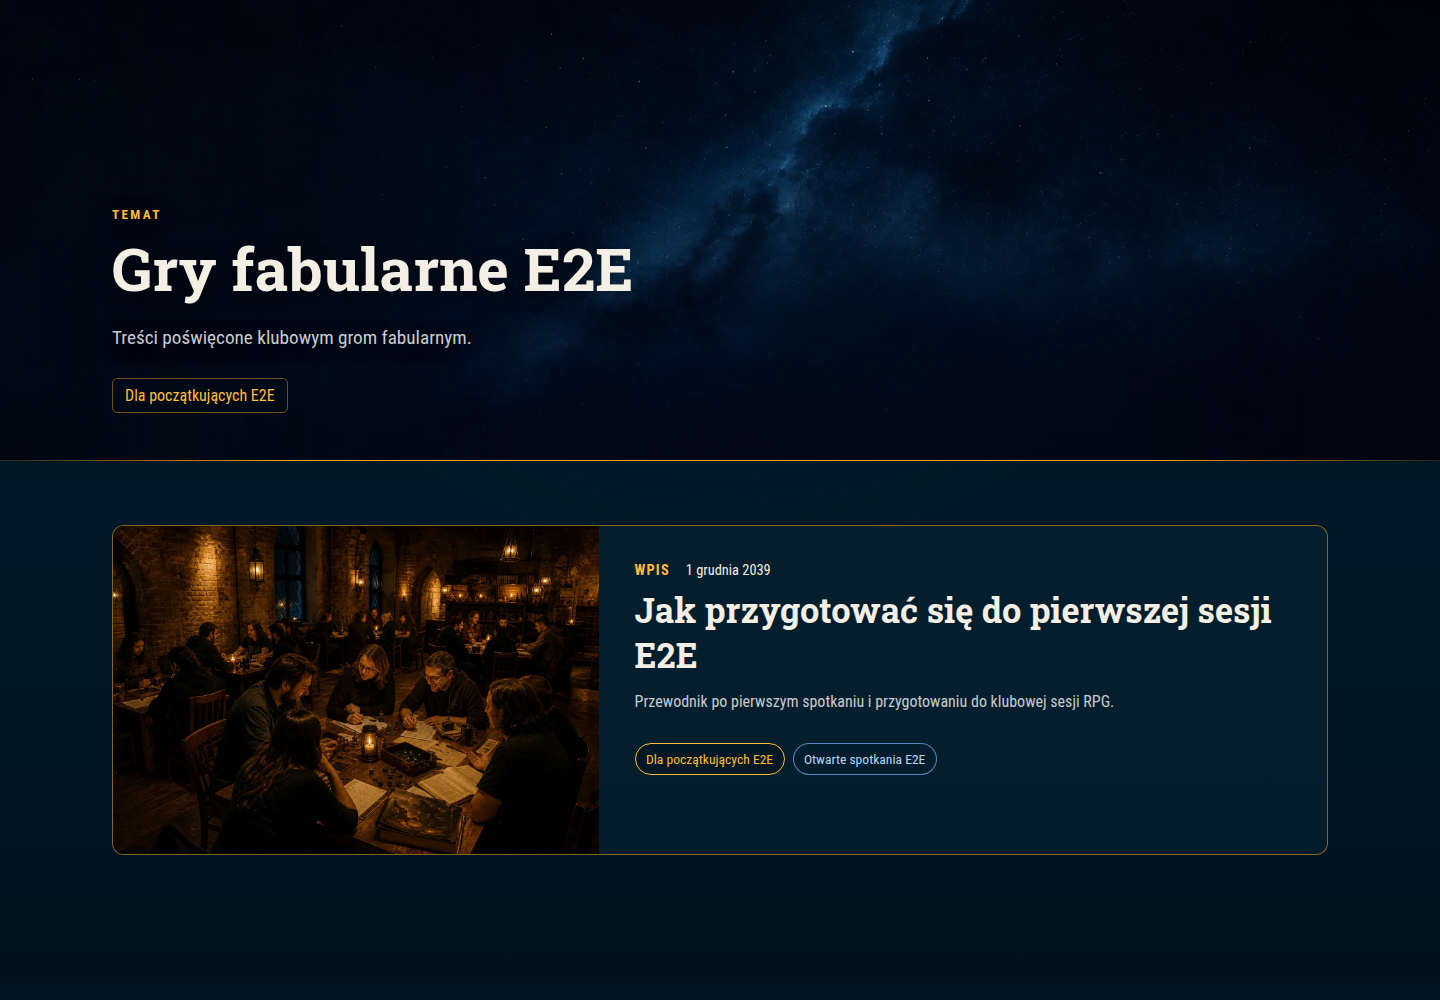 TEMAT
Gry fabularne E2E
Treści poświęcone klubowym grom fabularnym.
Dla początkujących E2E
WPIS 1 grudnia 2039
Jak przygotować się do pierwszej sesji
E2E
Przewodnik po pierwszym spotkaniu i przygotowaniu do klubowej sesji RPG.
Dla początkujących E2E Otwarte spotkania E2E